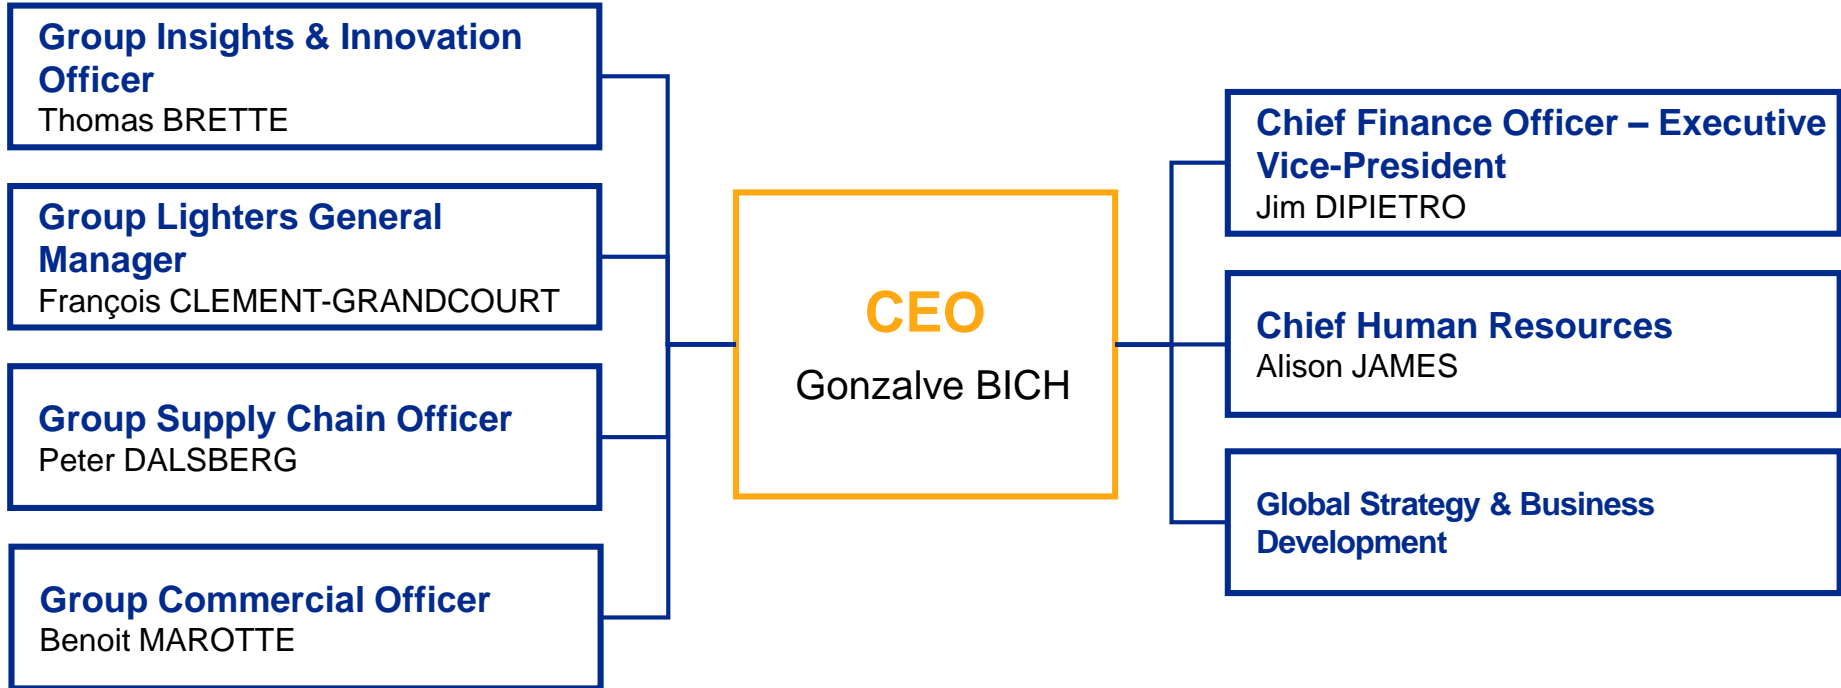 Group Insights & Innovation
Officer
Thomas BRETTE
Group Lighters General
Manager
François CLEMENT-GRANDCOURT
Group Supply Chain Officer
Peter DALSBERG
Group Commercial Officer
Benoit MAROTTE
CEO
Gonzalve BICH
Chief Finance Officer – Executive
Vice-President
Jim DIPIETRO
Chief Human Resources
Alison JAMES
Global Strategy & Business
Development